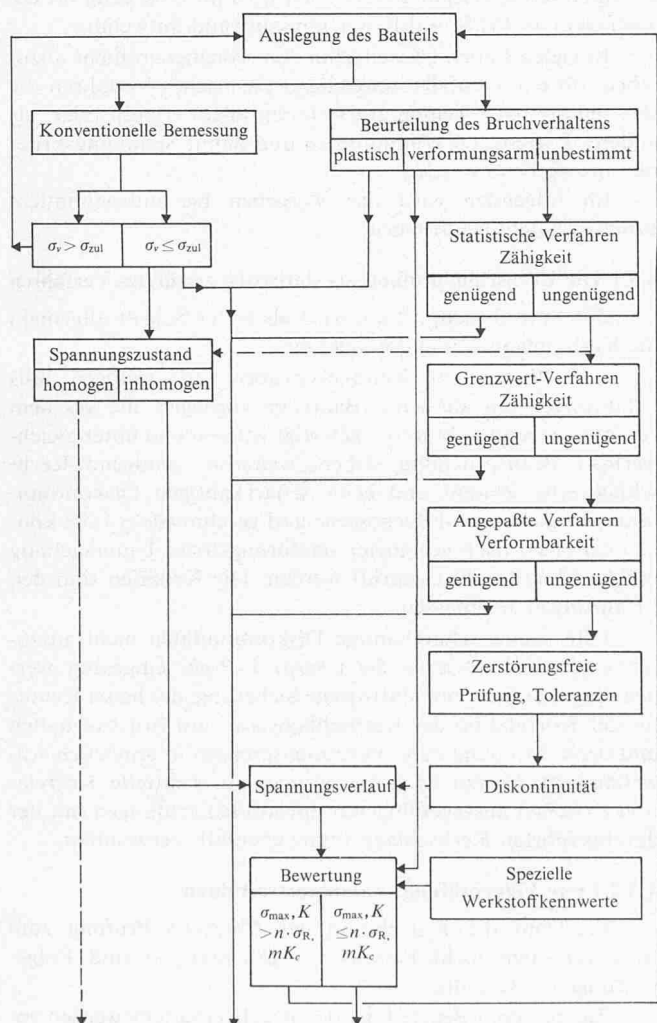 Auslegung des Bauteils
Konventionelle Bemessung
Beurteilung des Bruchverhaltens
plastisch verformungsarm unbestimmt
σv > σzul σv ≤ σzul
Statistische Verfahren
Zähigkeit
genügend ungenügend
Spannungszustand
homogen inhomogen
Grenzwert-Verfahren
Zähigkeit
genügend ungenügend
Angepaßte Verfahren
Verformbarkeit
genügend ungenügend
Zerstörungsfreie
Prüfung, Toleranzen
Spannungsverlauf
Diskontinuität
Bewertung
σmax, K σmax, K
>n·σR, ≤n·σR,
mKc mKc
Spezielle
Werkstoffkennwerte